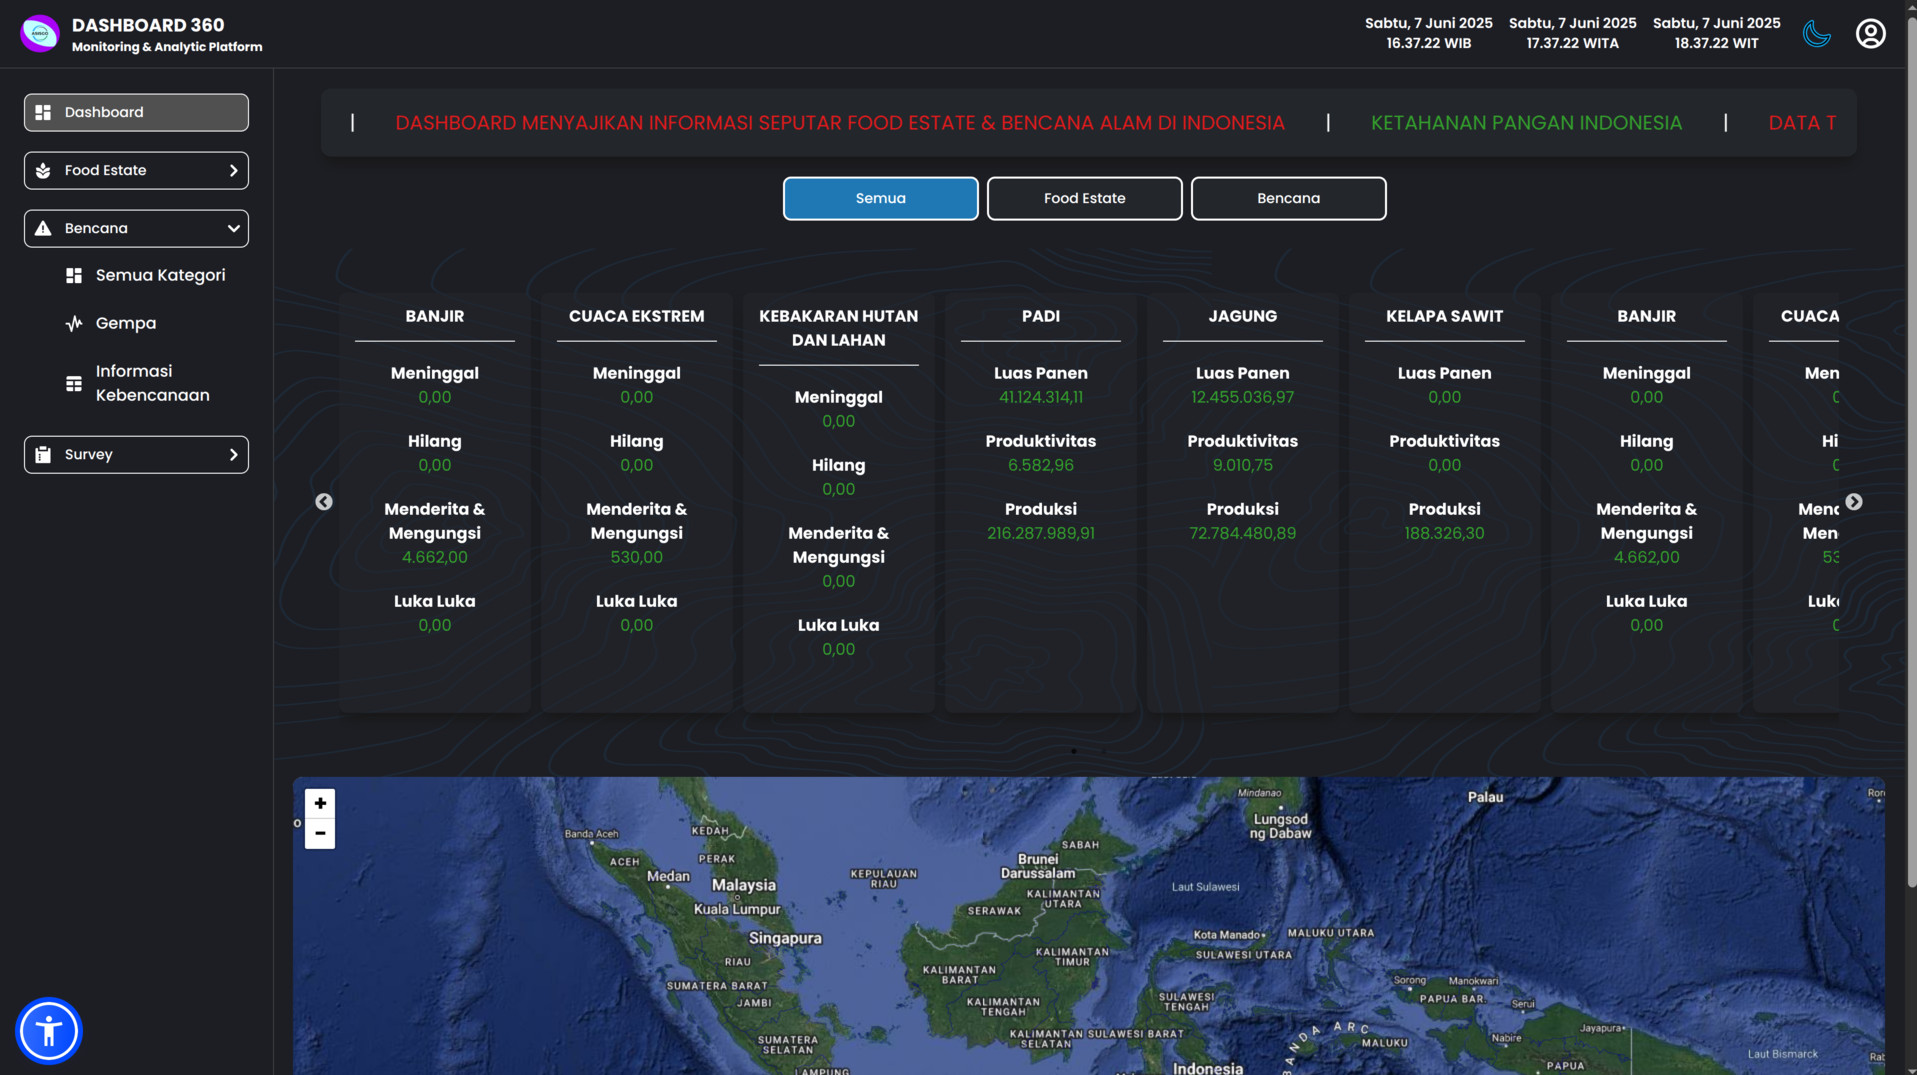 DASHBOARD 360
Monitoring & Analytic Platform
Sabtu, 7 Juni 2025
16.37.22 WIB
Sabtu, 7 Juni 2025
17.37.22 WITA
Sabtu, 7 Juni 2025
18.37.22 WIT
Dashboard
Food Estate
Bencana
Semua Kategori
Gempa
Informasi
Kebencanaan
Survey
| DASHBOARD MENYAJIKAN INFORMASI SEPUTAR FOOD ESTATE & BENCANA ALAM DI INDONESIA | KETAHANAN PANGAN INDONESIA | DATA T
Semua
Food Estate
Bencana
BANJIR
Meninggal
0,00
Hilang
0,00
Menderita &
Mengungsi
4.662,00
Luka Luka
0,00
CUACA EKSTREM
Meninggal
0,00
Hilang
0,00
Menderita &
Mengungsi
530,00
Luka Luka
0,00
KEBAKARAN HUTAN
DAN LAHAN
Meninggal
0,00
Hilang
0,00
Menderita &
Mengungsi
0,00
Luka Luka
0,00
PADI
Luas Panen
41.124.314,11
Produktivitas
6.582,96
Produksi
216.287.989,91
JAGUNG
Luas Panen
12.455.036,97
Produktivitas
9.010,75
Produksi
72.784.480,89
KELAPA SAWIT
Luas Panen
0,00
Produktivitas
0,00
Produksi
188.326,30
BANJIR
Meninggal
0,00
Hilang
0,00
Menderita &
Mengungsi
4.662,00
Luka Luka
0,00
CUACA
Men
Hi
Men
53
Luk
+
−
Banda Aceh
ACEH
KEDAH
PERAK
Medan
Malaysia
Kuala Lumpur
Singapura
RIAU
SUMATERA BARAT
JAMBI
SUMATERA
SELATAN
LAMPUNG
KEPULAUAN
RIAU
SABAH
Brunei
Darussalam
KALIMANTAN
UTARA
SERAWAK
KALIMANTAN
BARAT
KALIMANTAN
TIMUR
KALIMANTAN
TENGAH
KALIMANTAN
SELATAN
SULAWESI BARAT
Mindanao
Lungsod
ng Dabaw
Palau
Laut Sulawesi
Kota Manado
MALUKU UTARA
SULAWESI UTARA
SULAWESI
TENGAH
BANDA ARC
MALUKU
Sorong
Manokwari
PAPUA BAR.
Serui
Nabire
Jayapura
PAPUA
Laut Bismarck
Indonesia
Rat